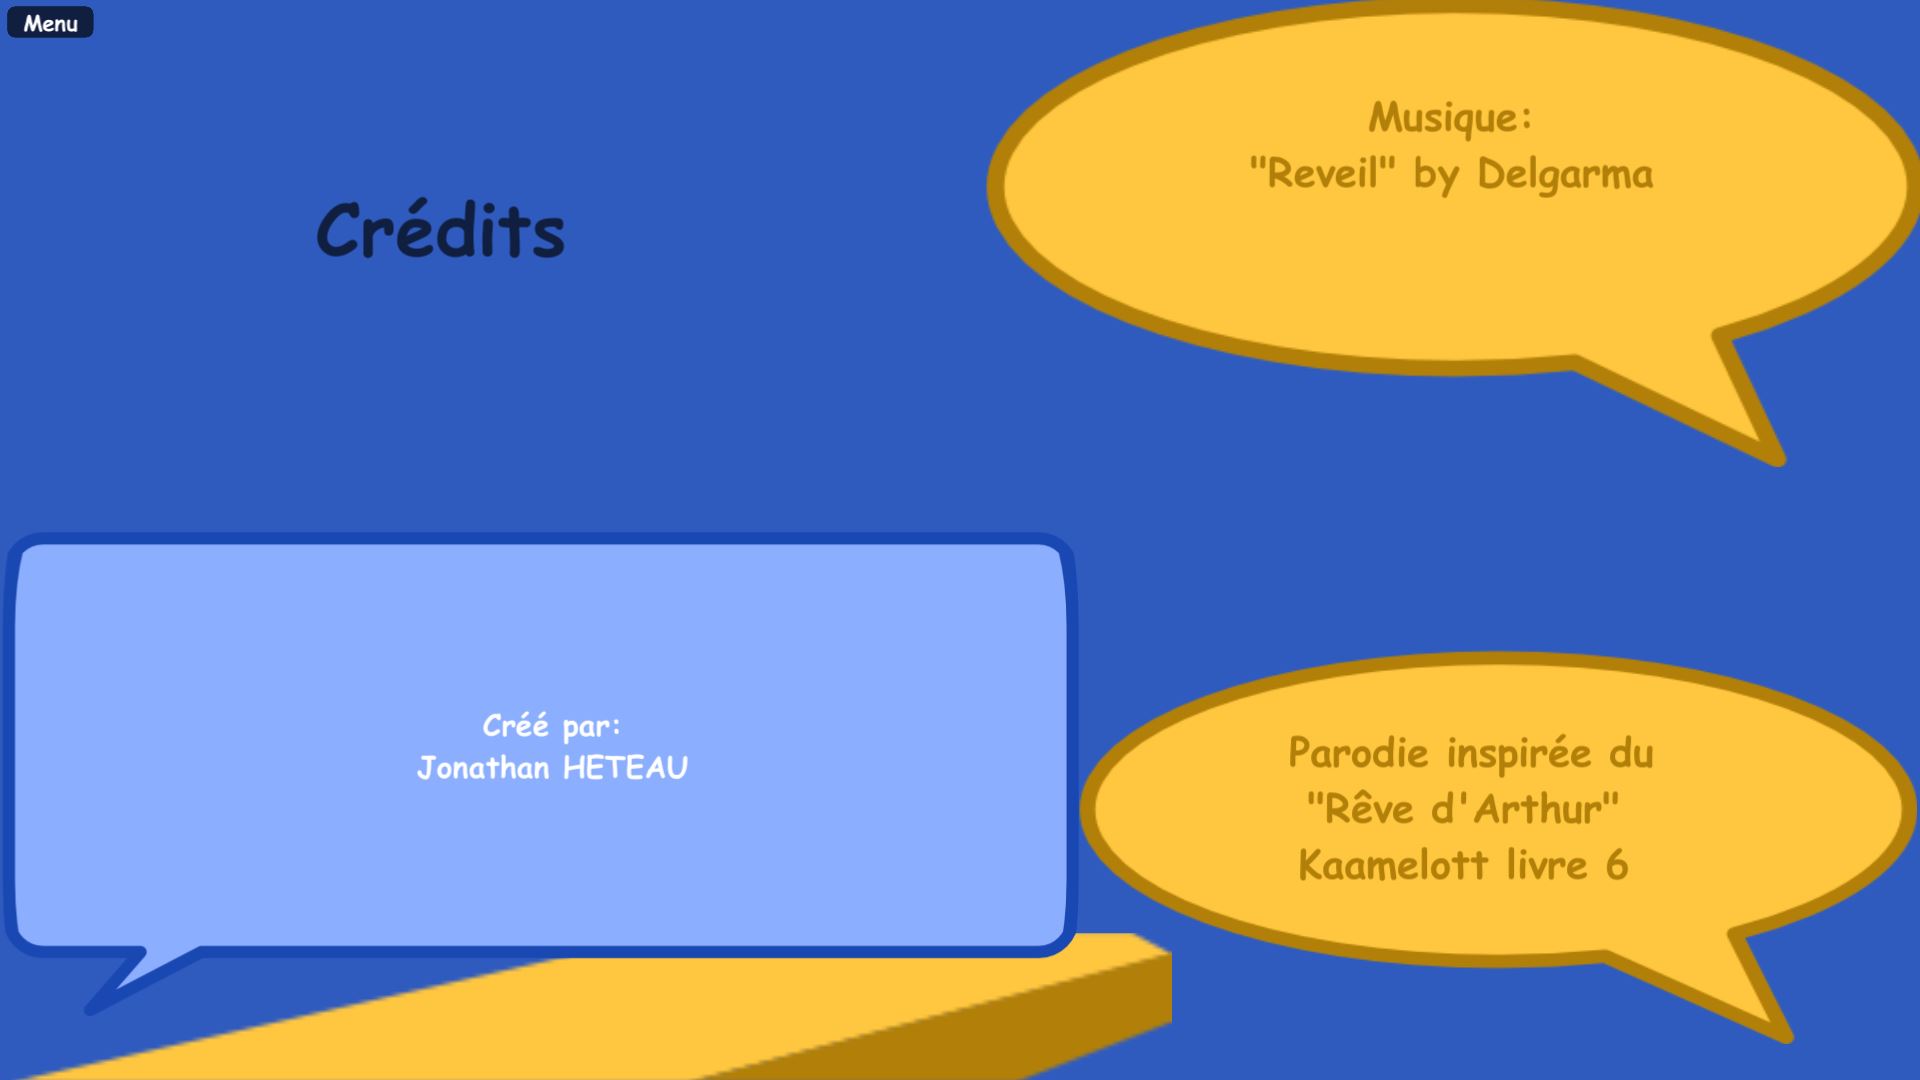 Menu
Crédits
Musique:
"Reveil" by Delgarma
Créé par:
Jonathan HETEAU
Parodie inspirée du
"Rêve d'Arthur"
Kaamelott livre 6